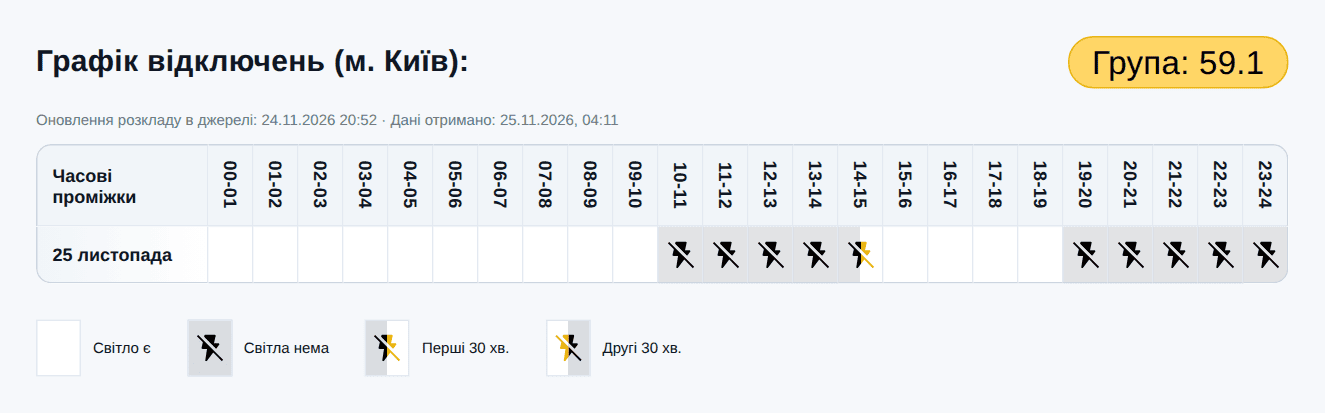 Графік відключень (м. Київ):
Група: 59.1
Оновлення розкладу в джерелі: 24.11.2026 20:52 · Дані отримано: 25.11.2026, 04:11
Часові
проміжки
00-01
01-02
02-03
03-04
04-05
05-06
06-07
07-08
08-09
09-10
10-11
11-12
12-13
13-14
14-15
15-16
16-17
17-18
18-19
19-20
20-21
21-22
22-23
23-24
25 листопада
Світло є
Світла нема
Перші 30 хв.
Другі 30 хв.